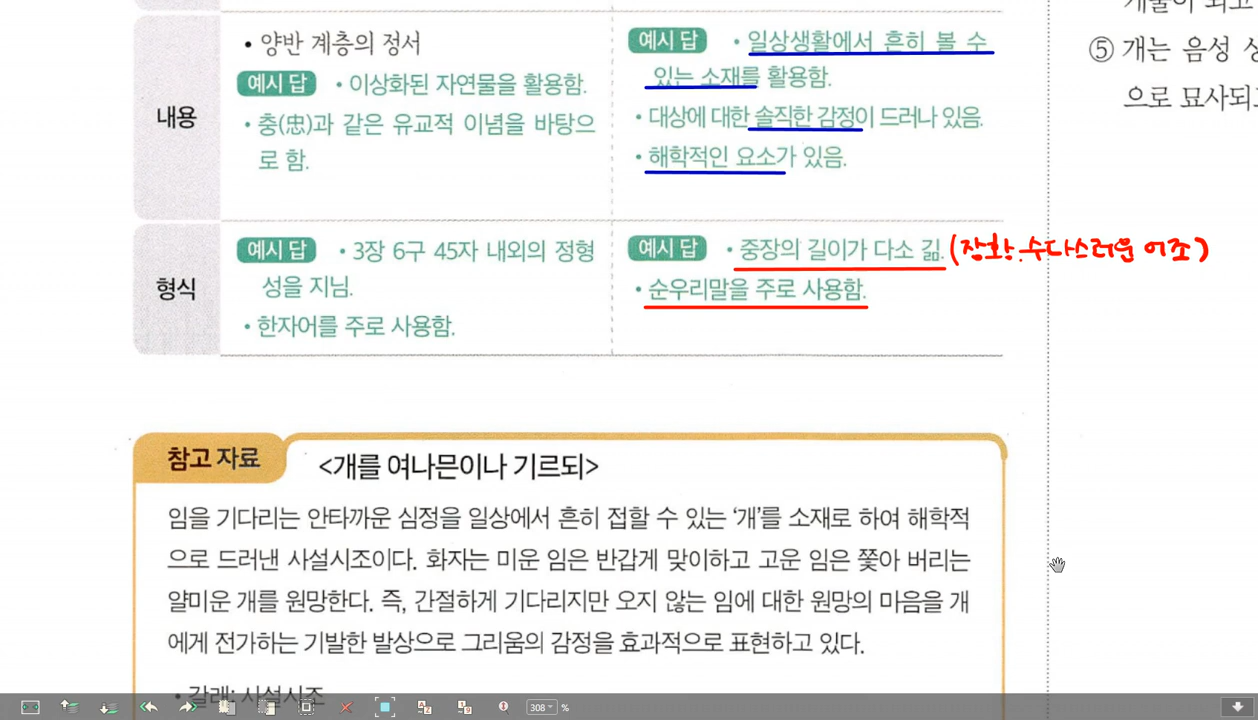 개물이 되고
⑤ 개는 음성 상
으로 묘사되고
내용
• 양반 계층의 정서
예시 답 • 이상화된 자연물을 활용함.
• 충(忠)과 같은 유교적 이념을 바탕으
로 함.
예시 답 • 일상생활에서 흔히 볼 수
있는 소재를 활용함.
• 대상에 대한 솔직한 감정이 드러나 있음.
• 해학적인 요소가 있음.
형식
예시 답 • 3장 6구 45자 내외의 정형
성을 지님.
• 한자어를 주로 사용함.
예시 답 • 중장의 길이가 다소 긺. (장황. 수다스러운 어조)
• 순우리말을 주로 사용함.
참고 자료 <개를 여나믄이나 기르되>
임을 기다리는 안타까운 심정을 일상에서 흔히 접할 수 있는 ‘개’를 소재로 하여 해학적
으로 드러낸 사설시조이다. 화자는 미운 임은 반갑게 맞이하고 고운 임은 쫓아 버리는
얄미운 개를 원망한다. 즉, 간절하게 기다리지만 오지 않는 임에 대한 원망의 마음을 개
에게 전가하는 기발한 발상으로 그리움의 감정을 효과적으로 표현하고 있다.
• 갈래: 사설시조
308 %